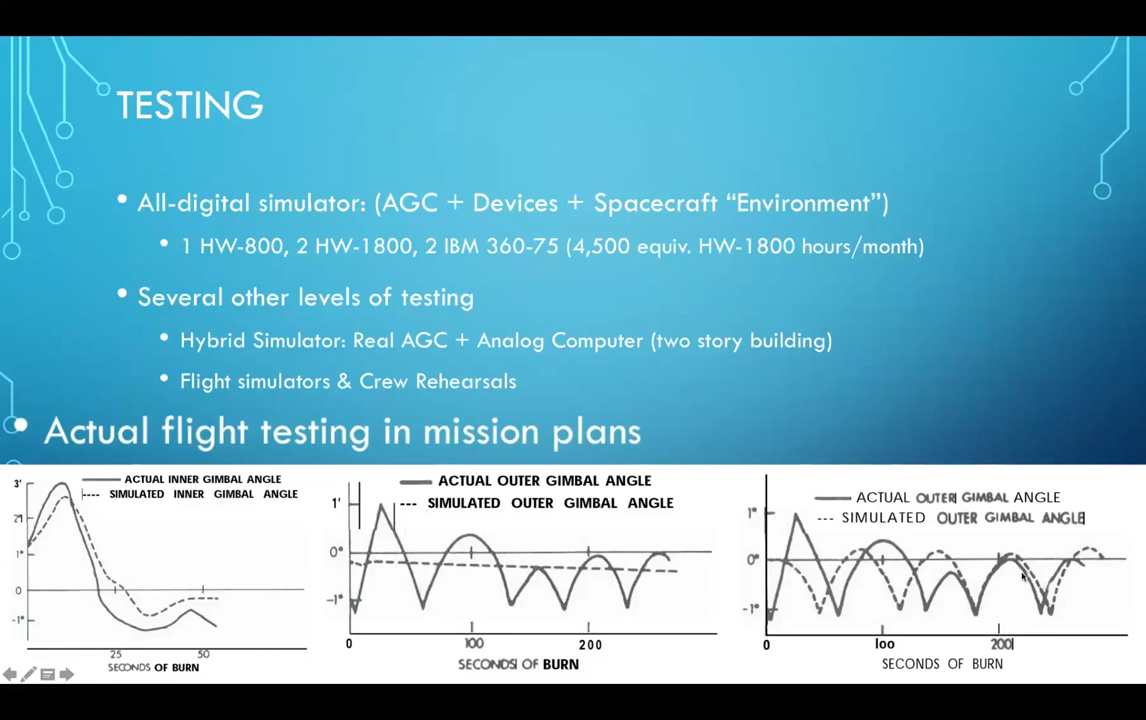 TESTING
• All-digital simulator: (AGC + Devices + Spacecraft “Environment”)
• 1 HW-800, 2 HW-1800, 2 IBM 360-75 (4,500 equiv. HW-1800 hours/month)
• Several other levels of testing
• Hybrid Simulator: Real AGC + Analog Computer (two story building)
• Flight simulators & Crew Rehearsals
• Actual flight testing in mission plans
ACTUAL INNER GIMBAL ANGLE
SIMULATED INNER GIMBAL ANGLE
3'
1°
0
-1°
25 50
SECONDS OF BURN
ACTUAL OUTER GIMBAL ANGLE
SIMULATED OUTER GIMBAL ANGLE
1'
0°
-1°
0 100 200
SECONDS OF BURN
ACTUAL OUTER GIMBAL ANGLE
SIMULATED OUTER GIMBAL ANGLE
1°
0°
-1°
0 100 200
SECONDS OF BURN